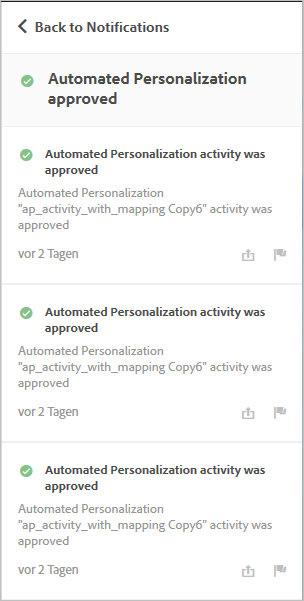 Back to Notifications
Automated Personalization
approved
Automated Personalization activity was
approved
Automated Personalization
"ap_activity_with_mapping Copy6" activity was
approved
vor 2 Tagen
Automated Personalization activity was
approved
Automated Personalization
"ap_activity_with_mapping Copy6" activity was
approved
vor 2 Tagen
Automated Personalization activity was
approved
Automated Personalization
"ap_activity_with_mapping Copy6" activity was
approved
vor 2 Tagen